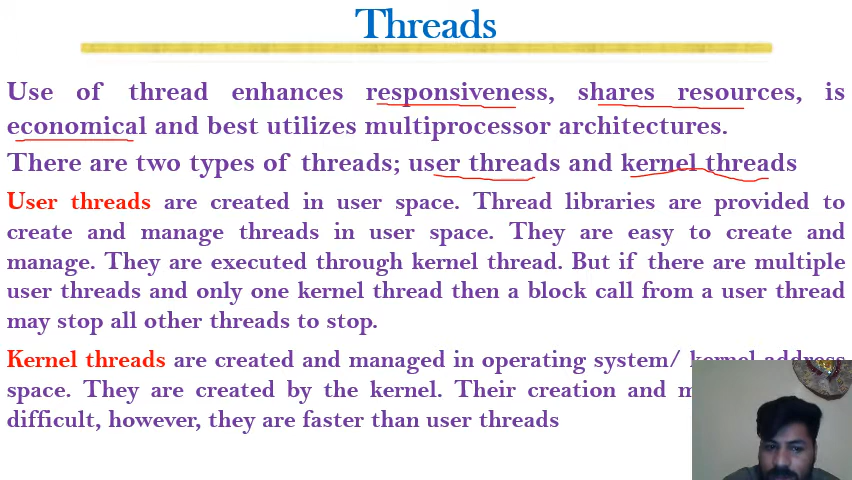 Threads
Use of thread enhances responsiveness, shares resources, is
economical and best utilizes multiprocessor architectures.
There are two types of threads; user threads and kernel threads
User threads are created in user space. Thread libraries are provided to
create and manage threads in user space. They are easy to create and
manage. They are executed through kernel thread. But if there are multiple
user threads and only one kernel thread then a block call from a user thread
may stop all other threads to stop.
Kernel threads are created and managed in operating system/ kernel address
space. They are created by the kernel. Their creation and
difficult, however, they are faster than user threads